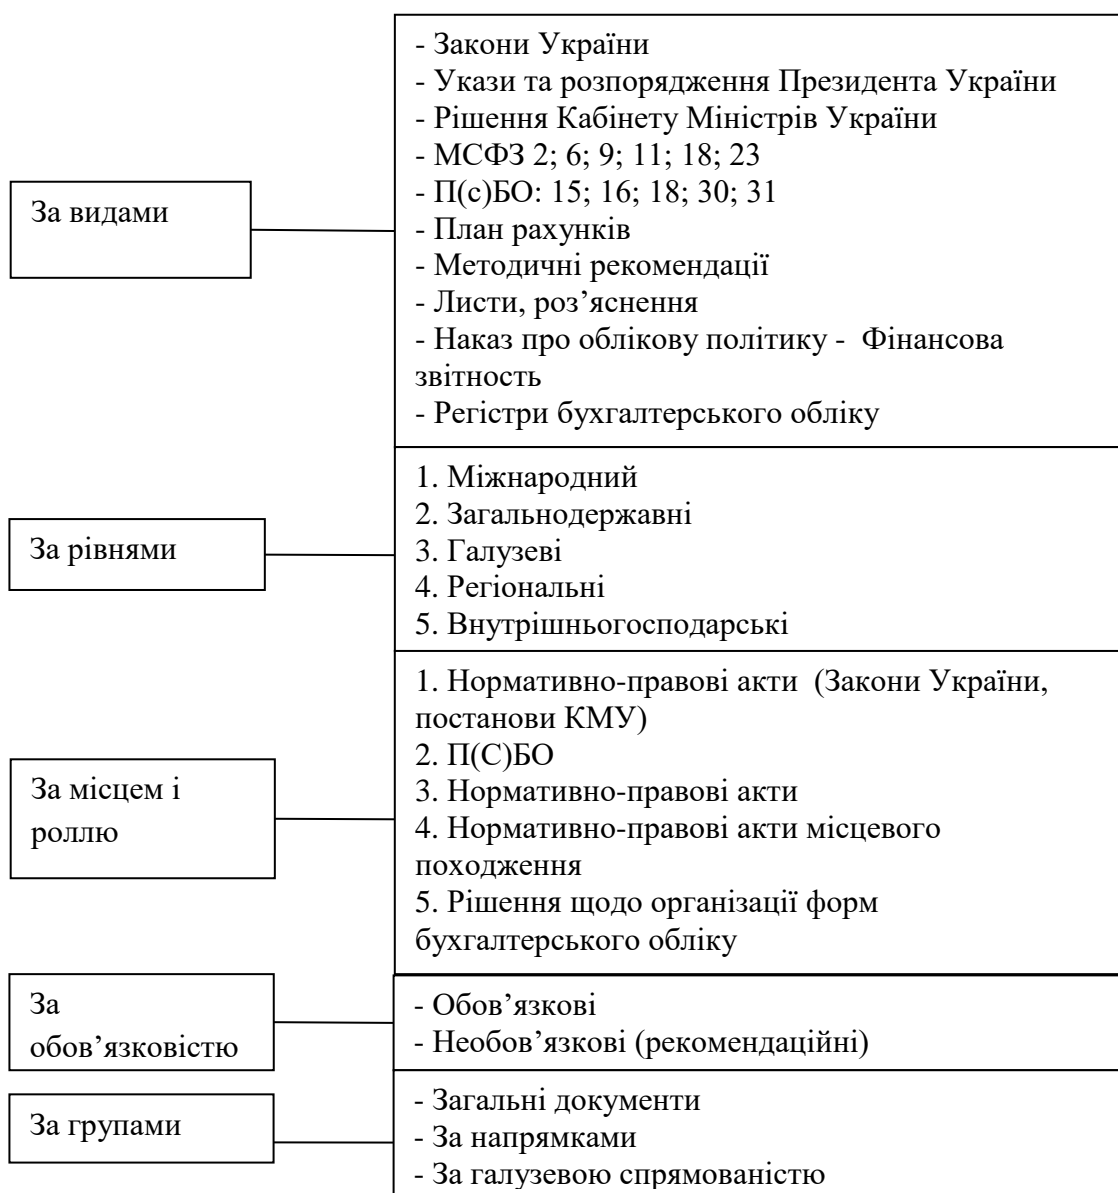 За видами
- Закони України
- Укази та розпорядження Президента України
- Рішення Кабінету Міністрів України
- МСФЗ 2; 6; 9; 11; 18; 23
- П(с)БО: 15; 16; 18; 30; 31
- План рахунків
- Методичні рекомендації
- Листи, роз’яснення
- Наказ про облікову політику -  Фінансова
звітність
- Регістри бухгалтерського обліку
За рівнями
1. Міжнародний
2. Загальнодержавні
3. Галузеві
4. Регіональні
5. Внутрішньогосподарські
За місцем і
роллю
1. Нормативно-правові акти  (Закони України,
постанови КМУ)
2. П(С)БО
3. Нормативно-правові акти
4. Нормативно-правові акти місцевого
походження
5. Рішення щодо організації форм
бухгалтерського обліку
За
обов’язковістю
- Обов’язкові
- Необов’язкові (рекомендаційні)
За групами
- Загальні документи
- За напрямками
- За галузевою спрямованістю